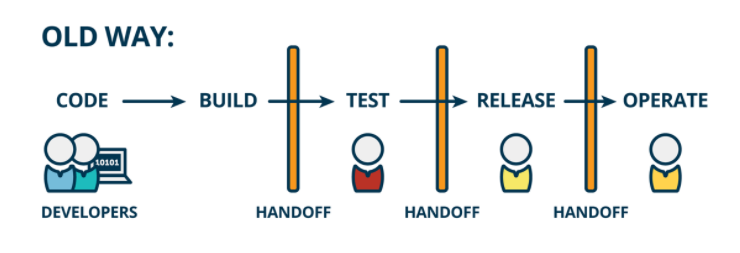 OLD WAY:
CODE BUILD TEST RELEASE OPERATE
10101
DEVELOPERS HANDOFF HANDOFF HANDOFF